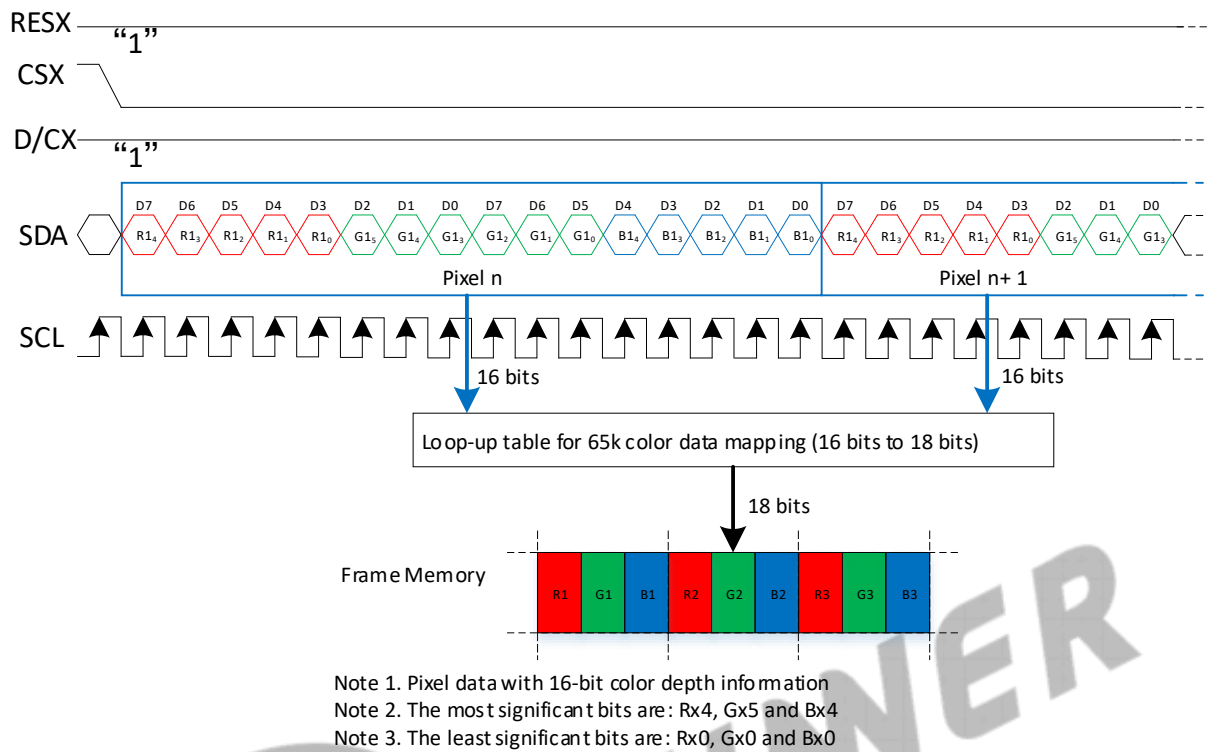 RESX "1"
CSX
D/CX "1"
D7 D6 D5 D4 D3 D2 D1 D0 D7 D6 D5 D4 D3 D2 D1 D0 D7 D6 D5 D4 D3 D2 D1 D0
SDA R1₄ R1₃ R1₂ R1₁ R1₀ G1₅ G1₄ G1₃ G1₂ G1₁ G1₀ B1₄ B1₃ B1₂ B1₁ B1₀ R1₄ R1₃ R1₂ R1₁ R1₀ G1₅ G1₄ G1₃
Pixel n Pixel n+ 1
SCL
16 bits 16 bits
Loop-up table for 65k color data mapping (16 bits to 18 bits)
18 bits
Frame Memory R1 G1 B1 R2 G2 B2 R3 G3 B3
Note 1. Pixel data with 16-bit color depth information
Note 2. The most significant bits are: Rx4, Gx5 and Bx4
Note 3. The least significant bits are: Rx0, Gx0 and Bx0